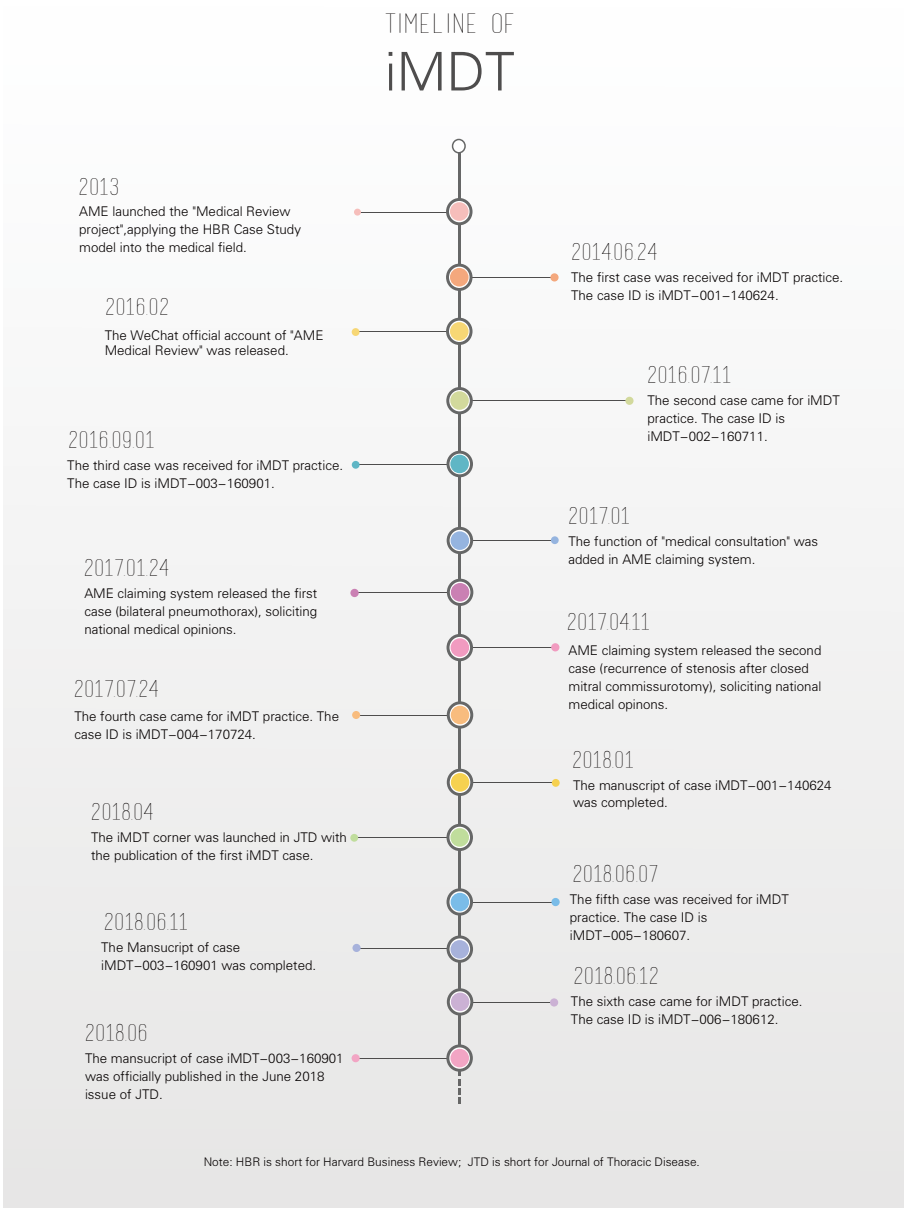 TIMELINE OF
iMDT
2013
AME launched the "Medical Review
project",applying the HBR Case Study
model into the medical field.
2014.06.24
The first case was received for iMDT practice.
The case ID is iMDT–001–140624.
2016.02
The WeChat official account of "AME
Medical Review" was released.
2016.07.11
The second case came for iMDT
practice. The case ID is
iMDT–002–160711.
2016.09.01
The third case was received for iMDT practice.
The case ID is iMDT–003–160901.
2017.01
The function of "medical consultation" was
added in AME claiming system.
2017.01.24
AME claiming system released the first
case (bilateral pneumothorax), soliciting
national medical opinions.
2017.04.11
AME claiming system released the second
case (recurrence of stenosis after closed
mitral commissurotomy), soliciting national
medical opinons.
2017.07.24
The fourth case came for iMDT practice. The
case ID is iMDT–004–170724.
2018.01
The manuscript of case iMDT–001–140624
was completed.
2018.04
The iMDT corner was launched in JTD with
the publication of the first iMDT case.
2018.06.07
The fifth case was received for iMDT
practice. The case ID is
iMDT–005–180607.
2018.06.11
The Mansucript of case
iMDT–003–160901 was completed.
2018.06.12
The sixth case came for iMDT practice.
The case ID is iMDT–006–180612.
2018.06
The mansucript of case iMDT–003–160901
was officially published in the June 2018
issue of JTD.
Note: HBR is short for Harvard Business Review;  JTD is short for Journal of Thoracic Disease.